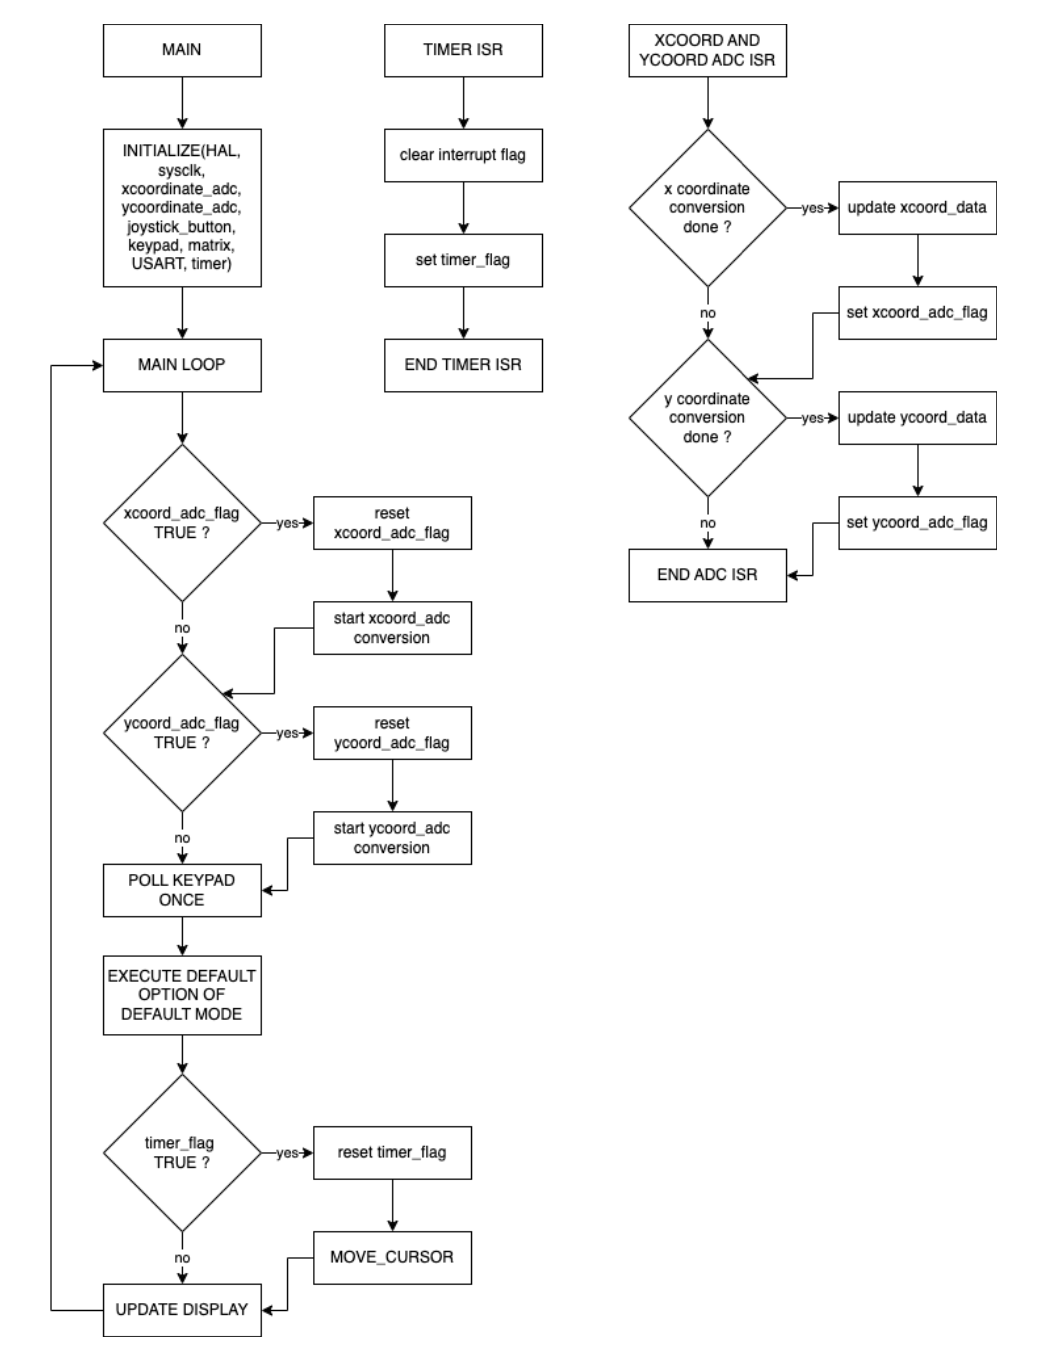 MAIN
INITIALIZE(HAL,
sysclk,
xcoordinate_adc,
ycoordinate_adc,
joystick_button,
keypad, matrix,
USART, timer)
MAIN LOOP
xcoord_adc_flag
TRUE ?
yes
reset
xcoord_adc_flag
start xcoord_adc
conversion
no
ycoord_adc_flag
TRUE ?
yes
reset
ycoord_adc_flag
start ycoord_adc
conversion
no
POLL KEYPAD
ONCE
EXECUTE DEFAULT
OPTION OF
DEFAULT MODE
timer_flag
TRUE ?
yes
reset timer_flag
MOVE_CURSOR
no
UPDATE DISPLAY
TIMER ISR
clear interrupt flag
set timer_flag
END TIMER ISR
XCOORD AND
YCOORD ADC ISR
x coordinate
conversion
done ?
yes
update xcoord_data
set xcoord_adc_flag
no
y coordinate
conversion
done ?
yes
update ycoord_data
set ycoord_adc_flag
no
END ADC ISR